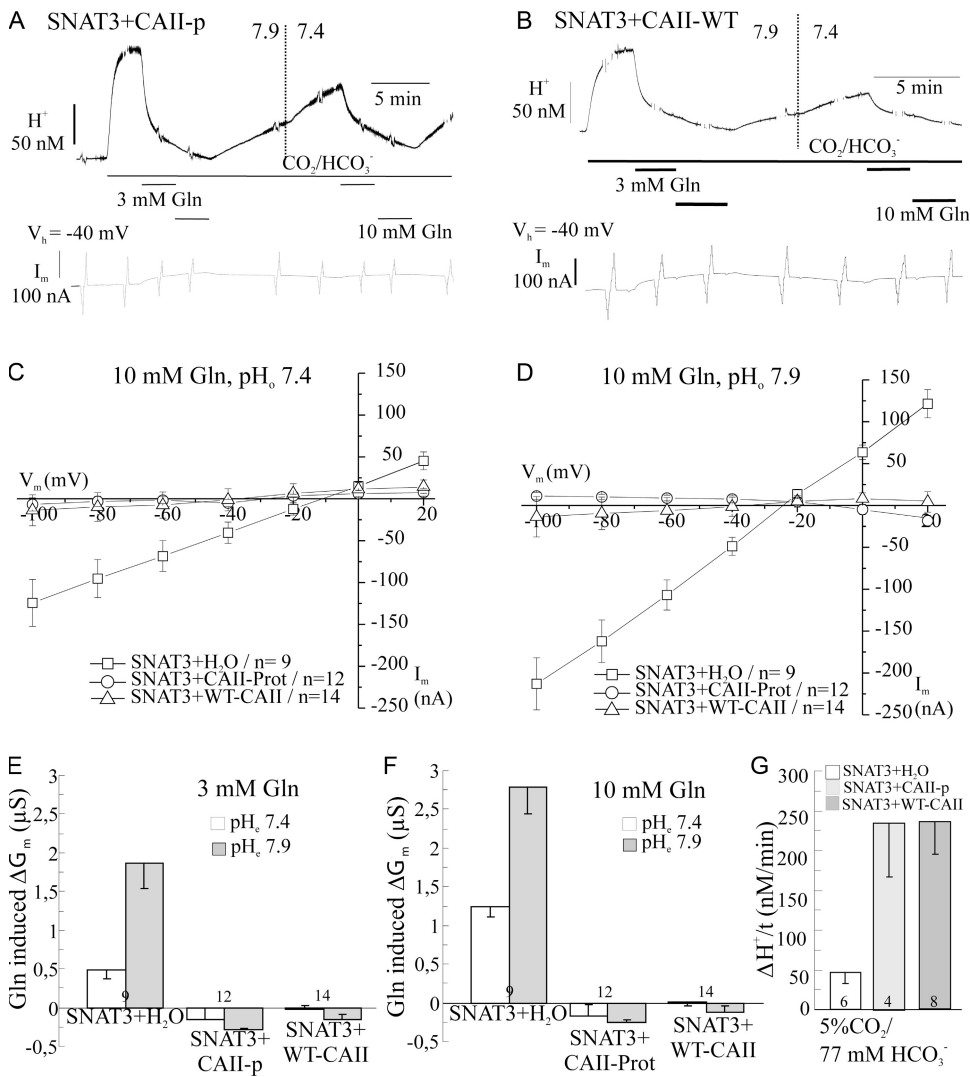 A
SNAT3+CAII-p
7.9 7.4
5 min
H⁺
50 nM
CO₂/HCO₃⁻
3 mM Gln
10 mM Gln
Vₕ = -40 mV
Iₘ
100 nA
B
SNAT3+CAII-WT
7.9 7.4
5 min
H⁺
50 nM
CO₂/HCO₃⁻
3 mM Gln
10 mM Gln
Vₕ = -40 mV
Iₘ
100 nA
C
10 mM Gln, pHₒ 7.4
Vₘ (mV)
150
100
50
-100 -80 -60 -40 -20 20
-50
-100
-150
-200
-250
Iₘ
(nA)
SNAT3+H₂O / n= 9
SNAT3+CAII-Prot / n=12
SNAT3+WT-CAII / n=14
D
10 mM Gln, pHₒ 7.9
Vₘ (mV)
150
100
50
-100 -80 -60 -40 -20 20
-50
-100
-150
-200
-250
Iₘ
(nA)
SNAT3+H₂O / n= 9
SNAT3+CAII-Prot / n=12
SNAT3+WT-CAII / n=14
E
3 mM Gln
Gln induced ΔGₘ (µS)
3
2,5
2
1,5
1
0,5
0
-0,5
pHₑ 7.4
pHₑ 7.9
9
12
14
SNAT3+H₂O
SNAT3+
CAII-p
SNAT3+
WT-CAII
F
10 mM Gln
Gln induced ΔGₘ (µS)
3
2,5
2
1,5
1
0,5
0
-0,5
pHₑ 7.4
pHₑ 7.9
9
12
14
SNAT3+H₂O
SNAT3+
CAII-Prot
SNAT3+
WT-CAII
G
SNAT3+H₂O
SNAT3+CAII-p
SNAT3+WT-CAII
ΔH⁺/t (nM/min)
300
250
200
150
100
50
0
6
4
8
5%CO₂/
77 mM HCO₃⁻